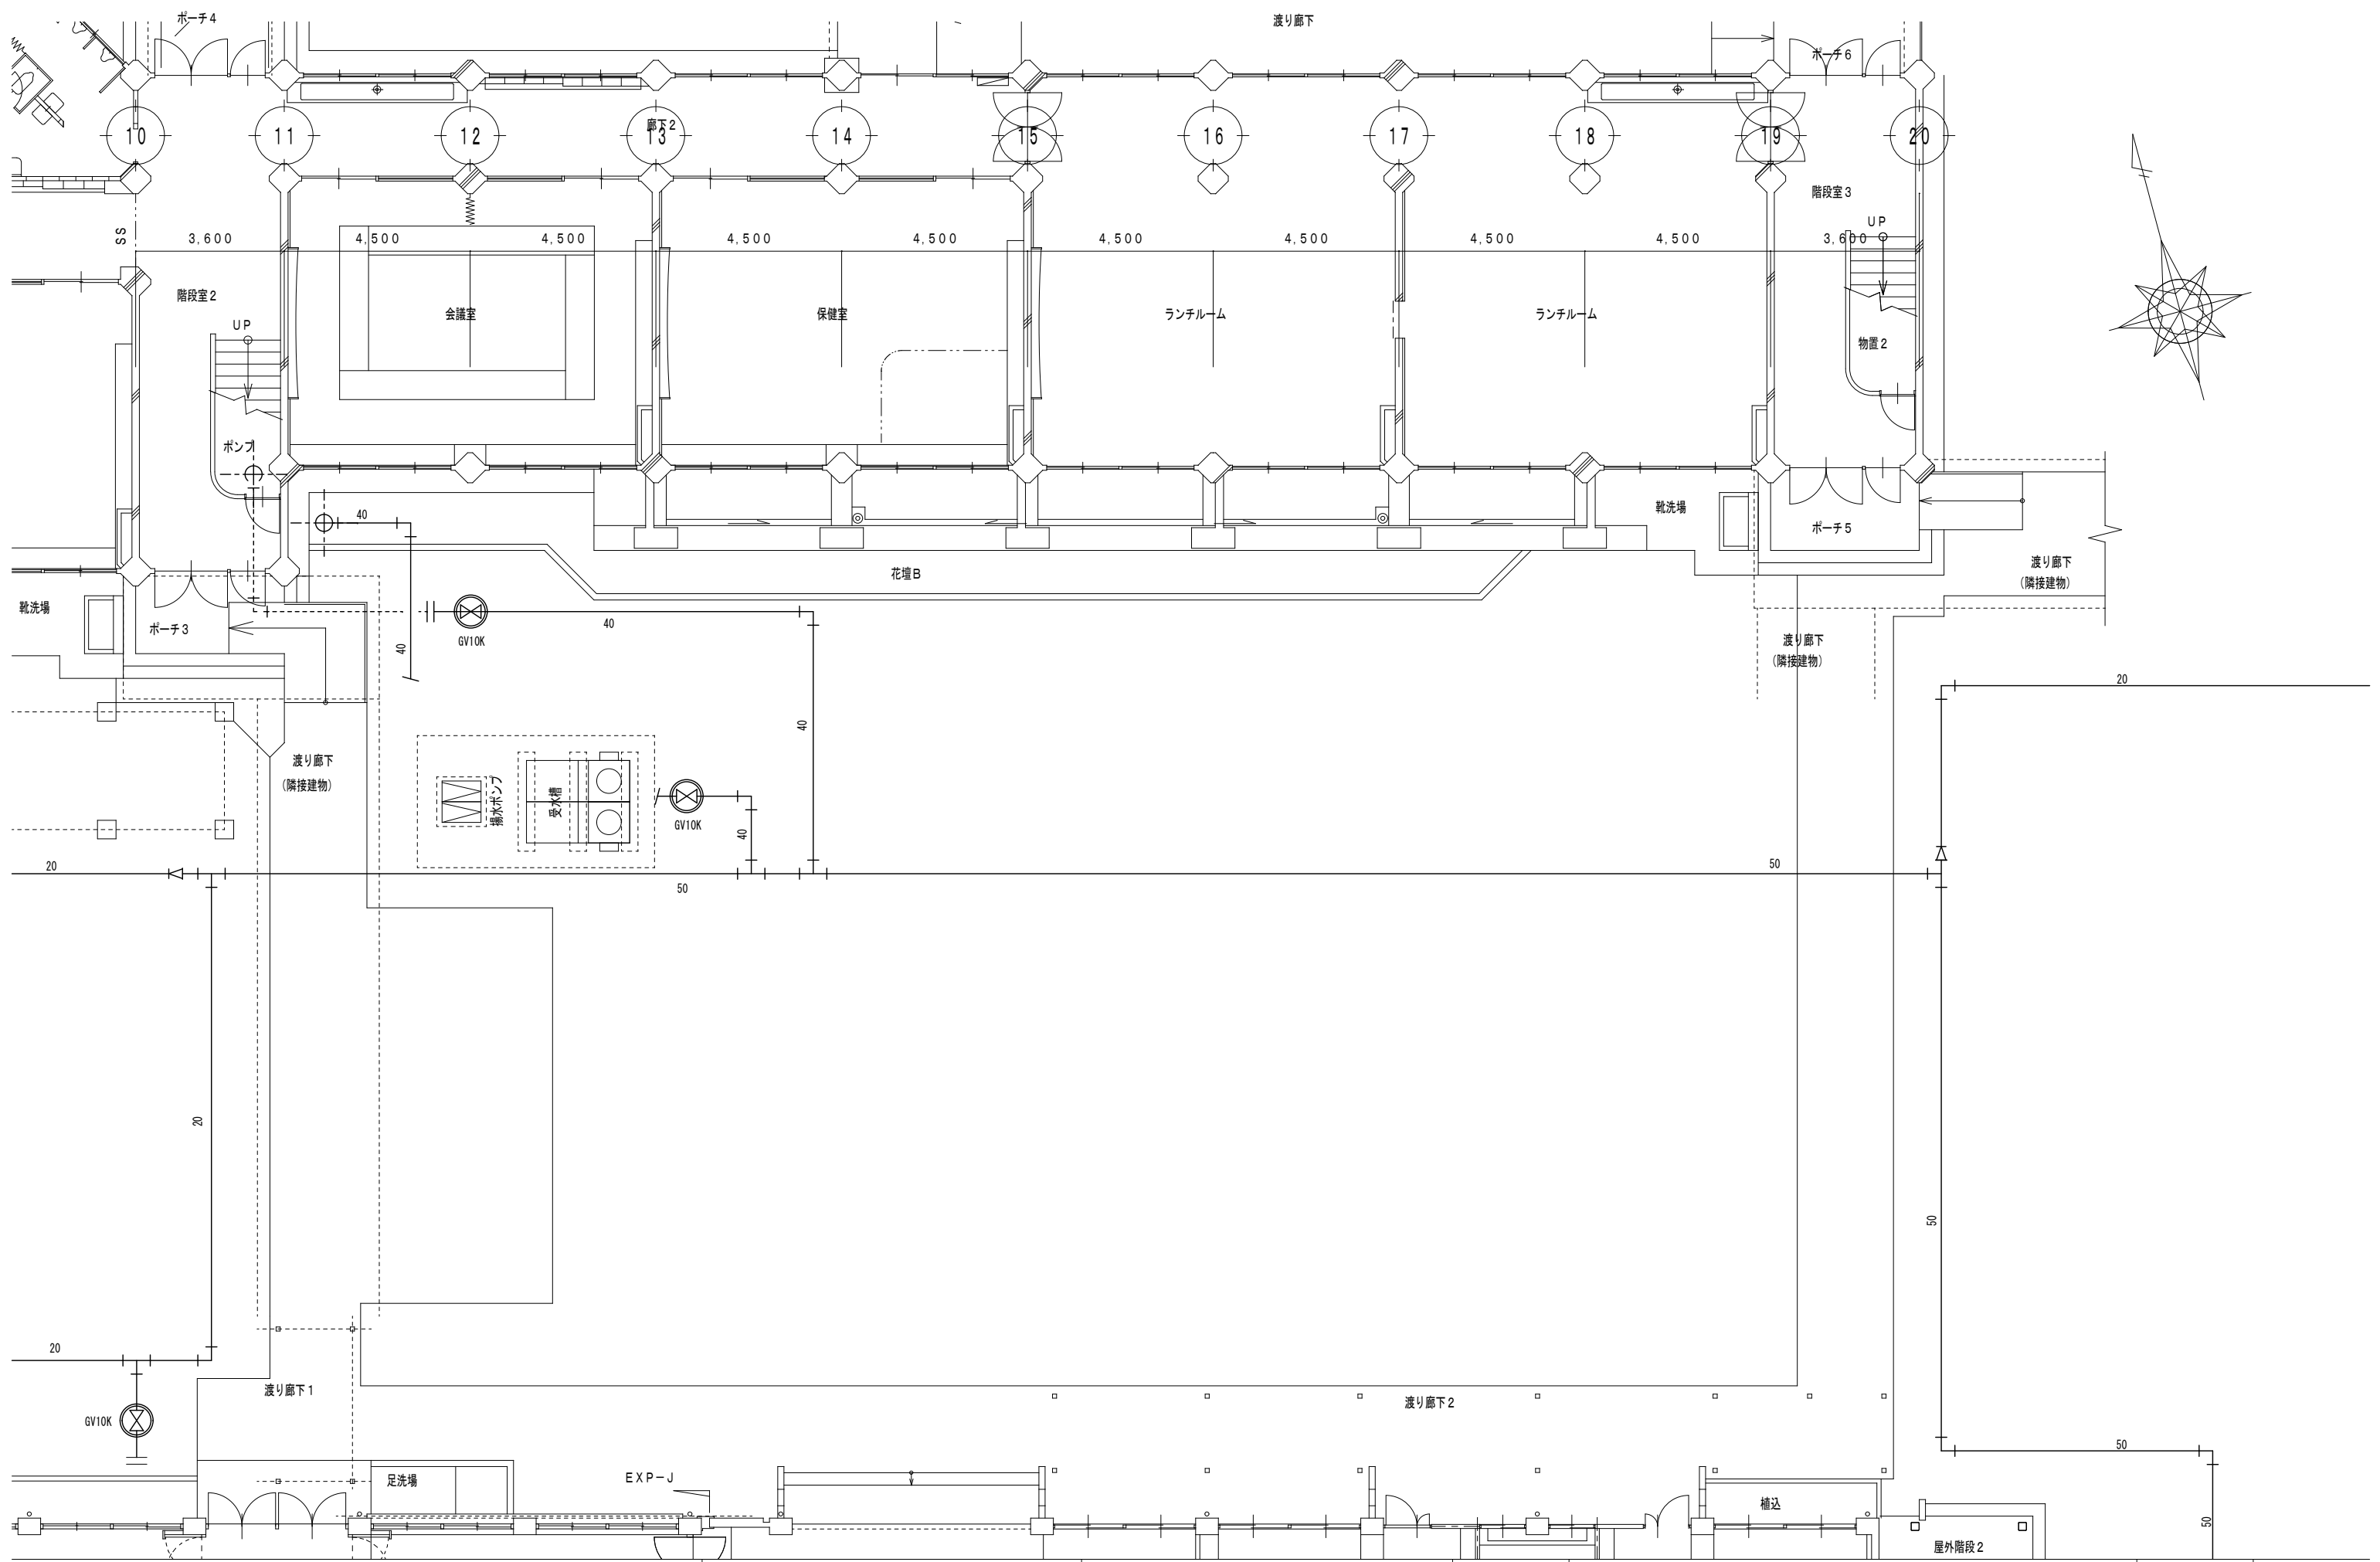 ポーチ４
渡り廊下
ポーチ６
廊下２
10
11
12
13
14
15
16
17
18
19
20
階段室３
UP
SS
3,600
4,500
4,500
4,500
4,500
4,500
4,500
4,500
4,500
3,600
階段室２
会議室
保健室
ランチルーム
ランチルーム
UP
物置２
ポンプ
40
靴洗場
ポーチ５
渡り廊下
(隣接建物)
花壇Ｂ
靴洗場
ポーチ３
40
GV10K
40
渡り廊下
(隣接建物)
20
40
渡り廊下
(隣接建物)
揚水ポンプ
受水槽
GV10K
40
20
50
50
20
50
20
渡り廊下１
渡り廊下２
GV10K
50
足洗場
EXP-J
植込
50
屋外階段２